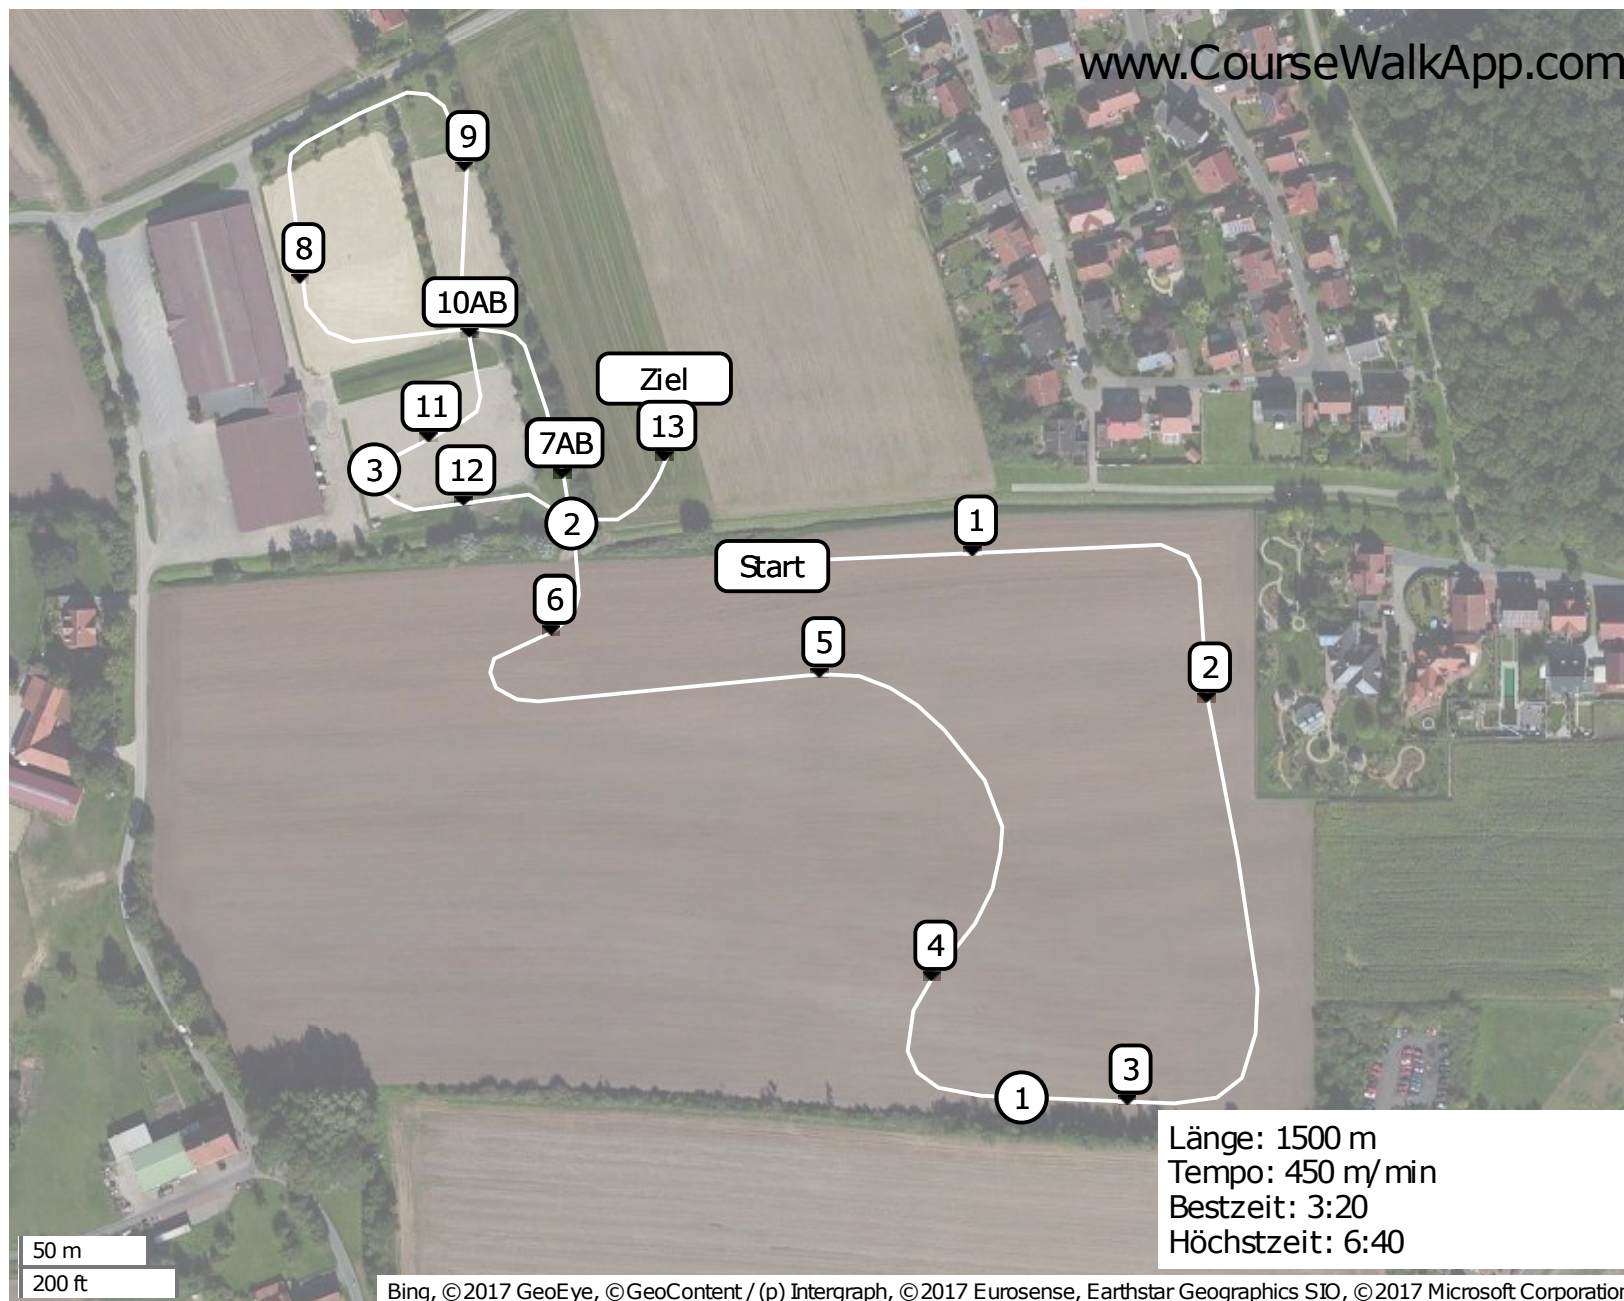 www.CourseWalkApp.com
9
8
10AB
Ziel
11
13
7AB
3
12
2
1
Start
6
5
2
4
3
1
Länge: 1500 m
Tempo: 450 m/min
Bestzeit: 3:20
Höchstzeit: 6:40
50 m
200 ft
Bing, ©2017 GeoEye, ©GeoContent / (p) Intergraph, ©2017 Eurosense, Earthstar Geographics SIO, ©2017 Microsoft Corporation